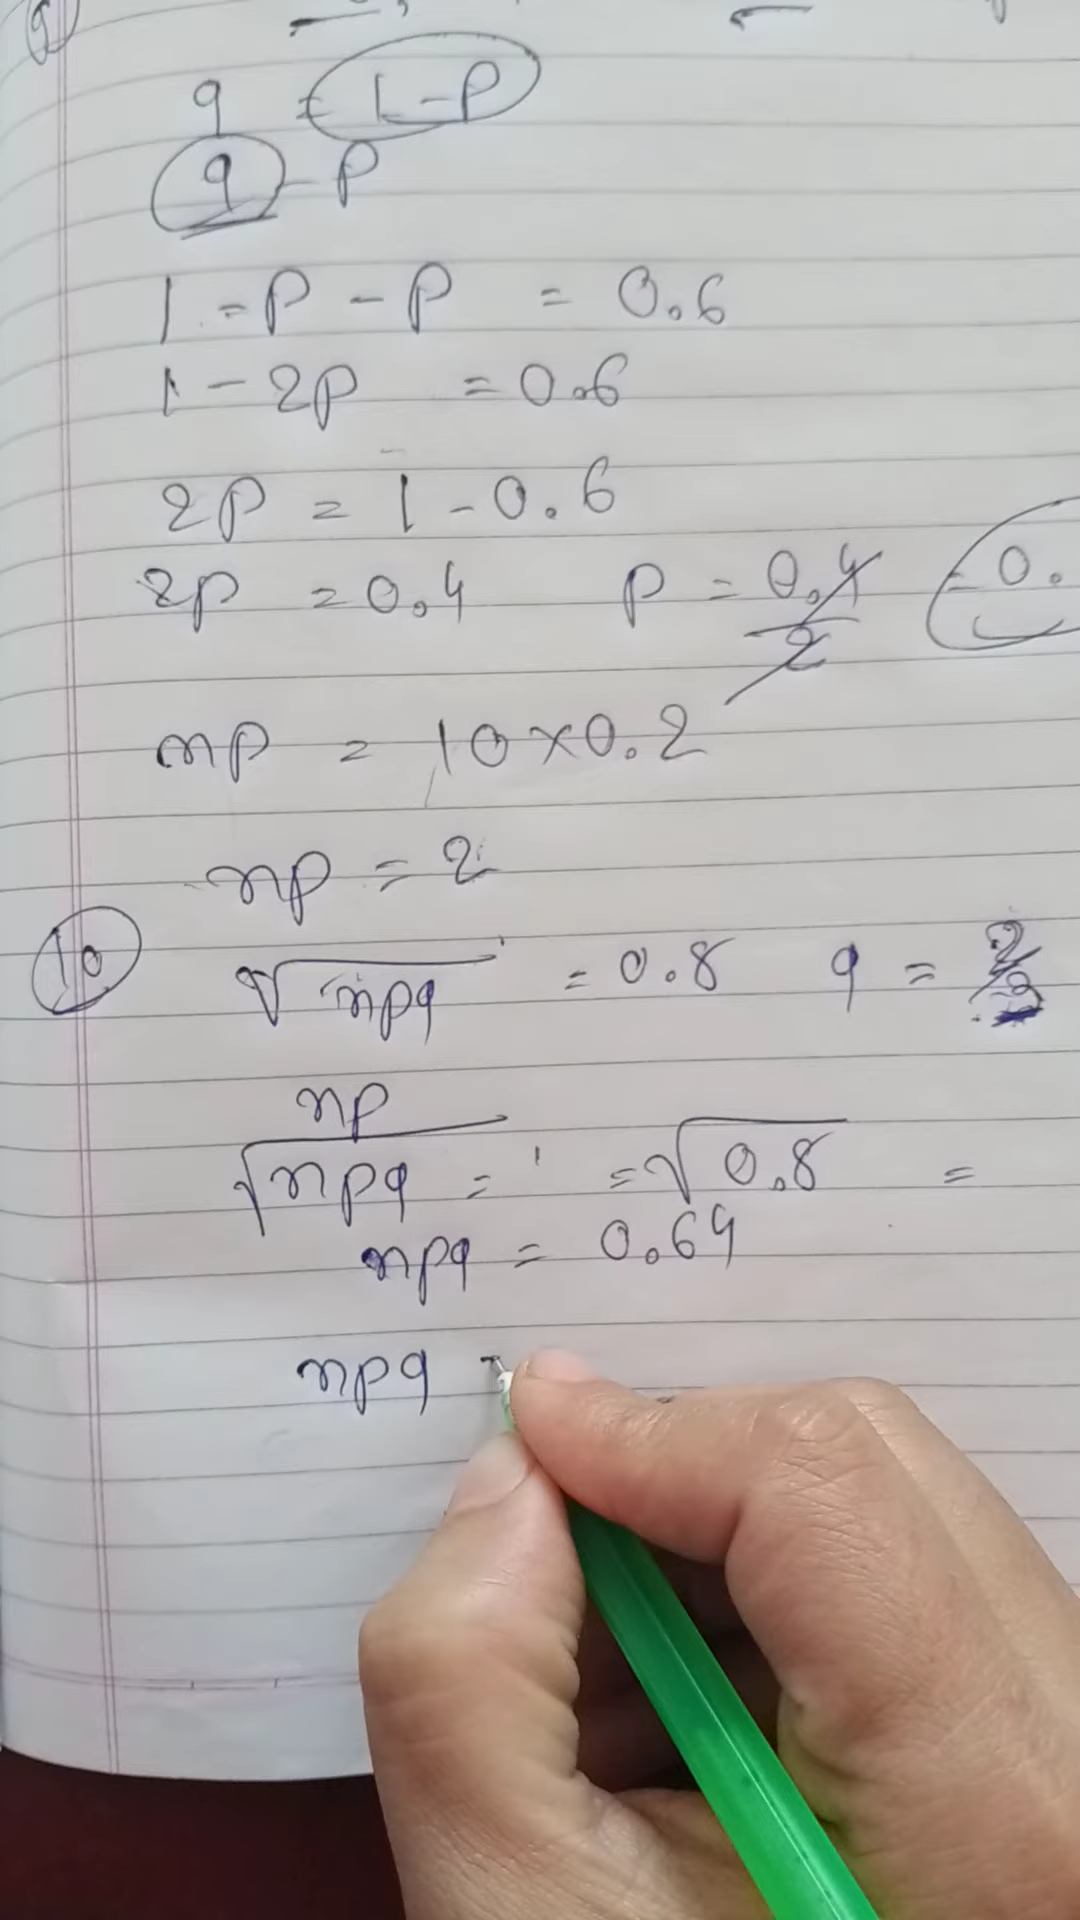 q = 1-P
q - P
1 - P - P = 0.6
1 - 2P = 0.6
2P = 1 - 0.6
2P = 0.4 P = 0.4/2 = 0.
np = 10 × 0.2
np = 2
10 √npq = 0.8 q =
np
√npq = = √0.8 =
npq = 0.64
npq =